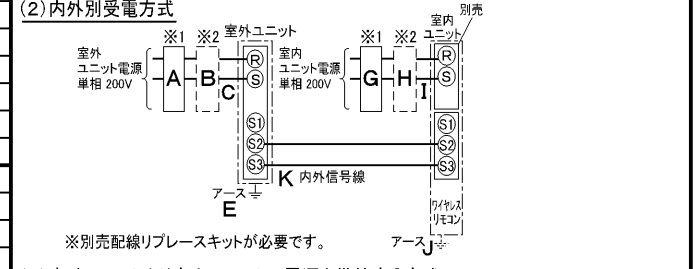 (2)内外別受電方式
別売
室内
ユニット
※1 ※2 室外ユニット
※1 ※2
室外
ユニット電源
単相 200V
A
B
C
R
S
室内
ユニット電源
単相 200V
G
H
I
R
S
S1
S2
S3
S1
S2
S3
K 内外信号線
アース
E
ワイヤレス
リモコン
※別売配線リプレースキットが必要です。
アース J